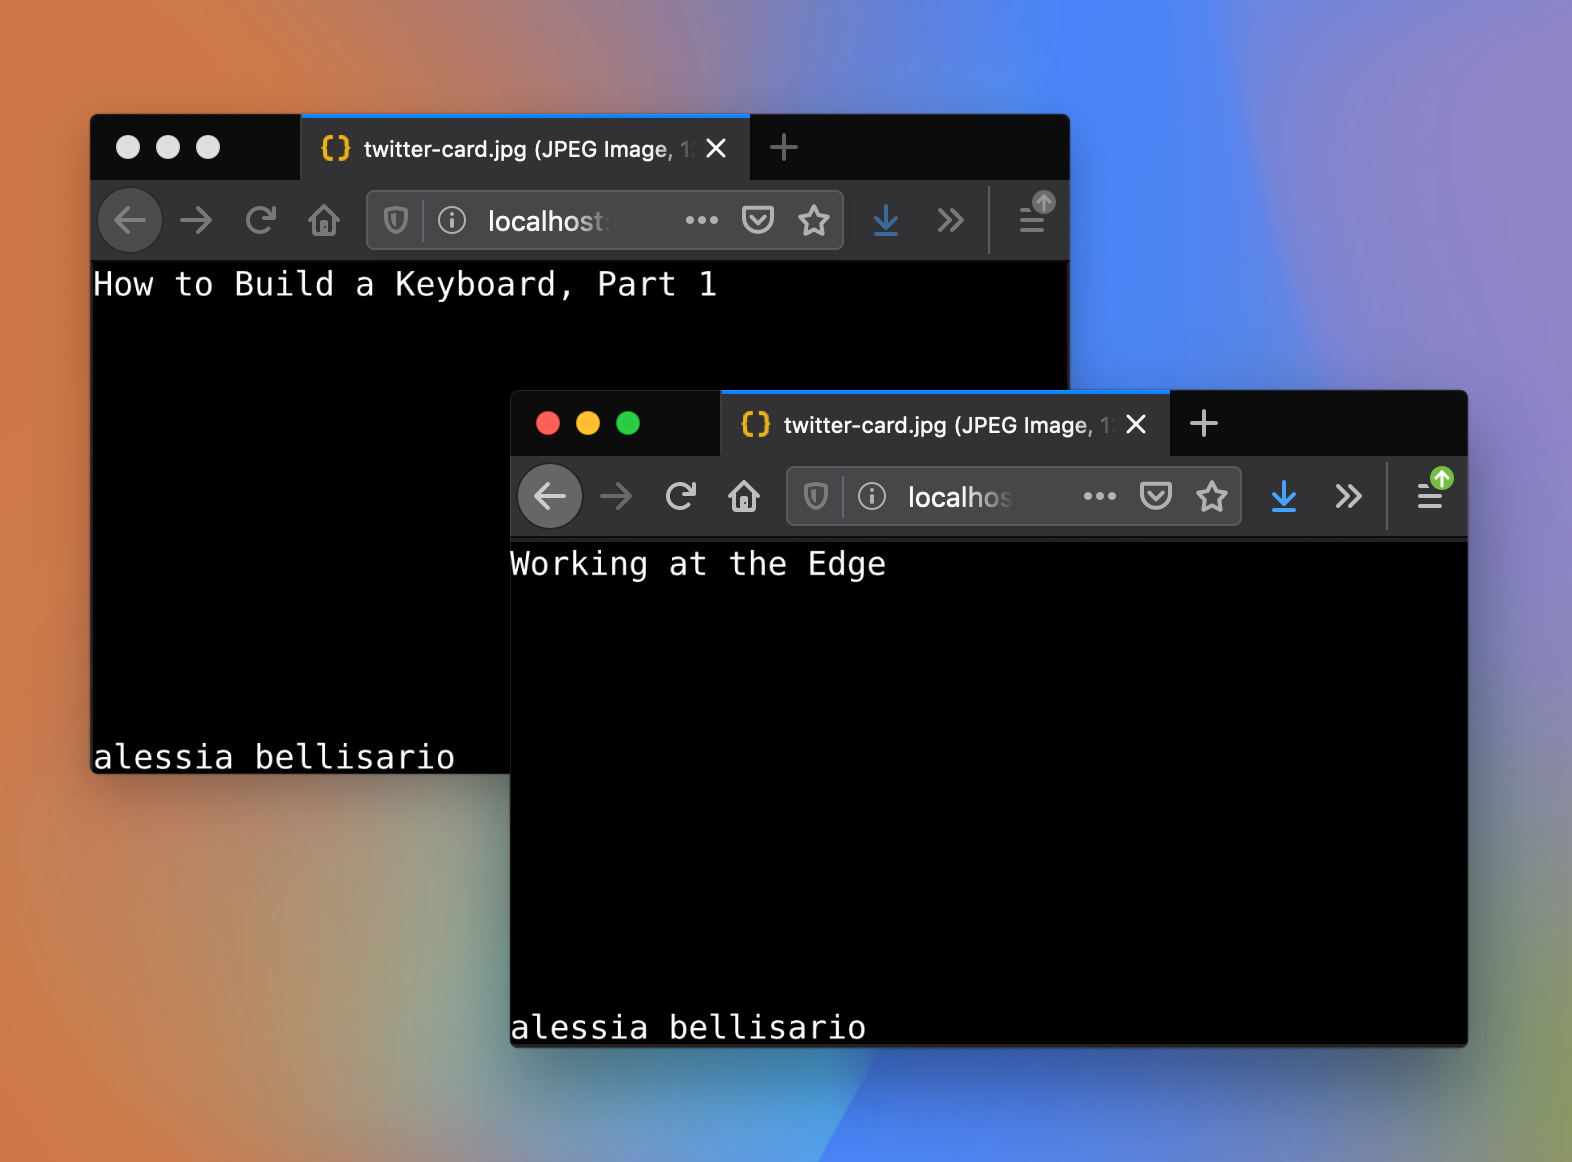 twitter-card.jpg (JPEG Image, 1
localhost:
How to Build a Keyboard, Part 1
alessia bellisario
twitter-card.jpg (JPEG Image, 1
localhos
Working at the Edge
alessia bellisario